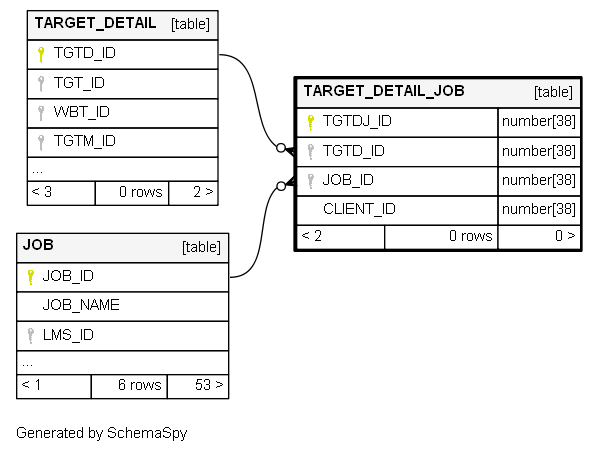 TARGET_DETAIL [table]
TGTD_ID
TGT_ID
WBT_ID
TGTM_ID
...
< 3 0 rows 2 >
TARGET_DETAIL_JOB [table]
TGTDJ_ID number[38]
TGTD_ID number[38]
JOB_ID number[38]
CLIENT_ID number[38]
< 2 0 rows 0 >
JOB [table]
JOB_ID
JOB_NAME
LMS_ID
...
< 1 6 rows 53 >
Generated by SchemaSpy